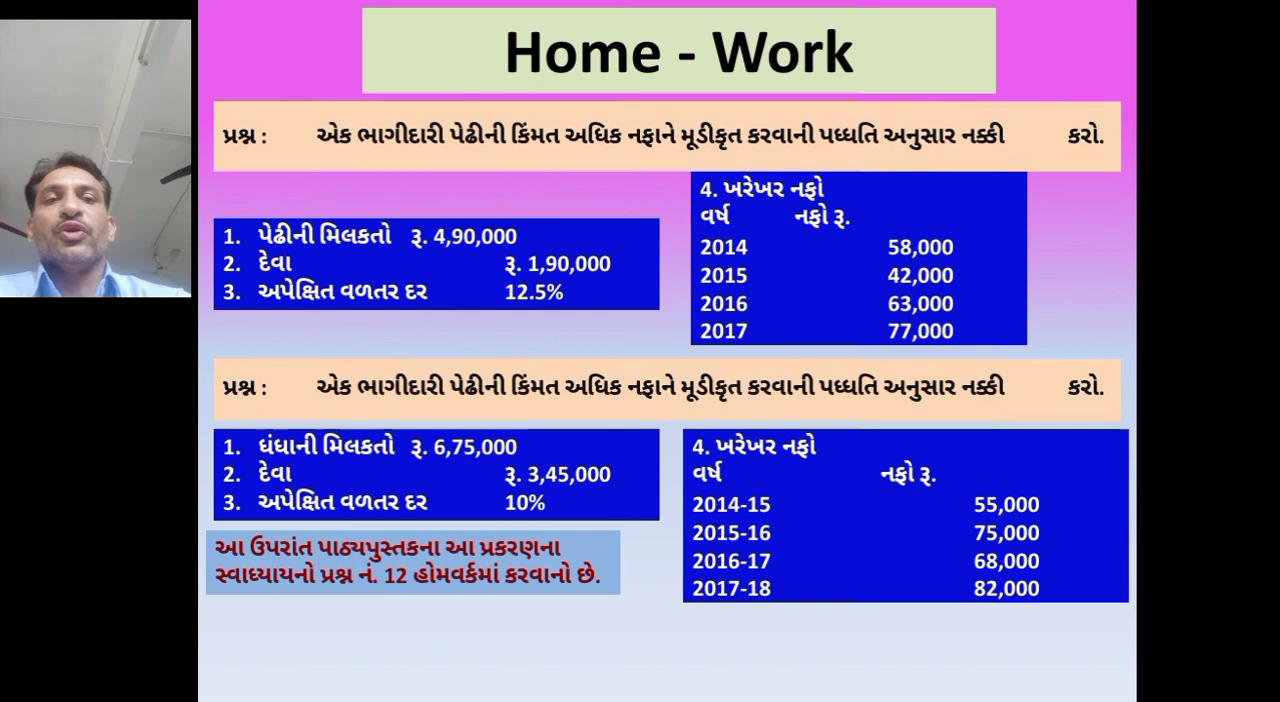 Home - Work
પ્રશ્ન : એક ભાગીદારી પેઢીની કિંમત અધિક નફાને મૂડીકૃત કરવાની પધ્ધતિ અનુસાર નક્કી કરો.
1. પેઢીની મિલકતો રૂ. 4,90,000
2. દેવા રૂ. 1,90,000
3. અપેક્ષિત વળતર દર 12.5%
4. ખરેખર નફો
વર્ષ નફો રૂ.
2014 58,000
2015 42,000
2016 63,000
2017 77,000
પ્રશ્ન : એક ભાગીદારી પેઢીની કિંમત અધિક નફાને મૂડીકૃત કરવાની પધ્ધતિ અનુસાર નક્કી કરો.
1. ધંધાની મિલકતો રૂ. 6,75,000
2. દેવા રૂ. 3,45,000
3. અપેક્ષિત વળતર દર 10%
4. ખરેખર નફો
વર્ષ નફો રૂ.
2014-15 55,000
2015-16 75,000
2016-17 68,000
2017-18 82,000
આ ઉપરાંત પાઠ્યપુસ્તકના આ પ્રકરણના
સ્વાધ્યાયનો પ્રશ્ન નં. 12 હોમવર્કમાં કરવાનો છે.